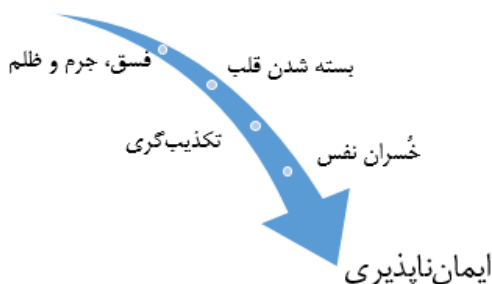 فسق، جرم و ظلم
بسته شدن قلب
تکذیب‌گری
خُسران نفس
ایمان‌ناپذیری